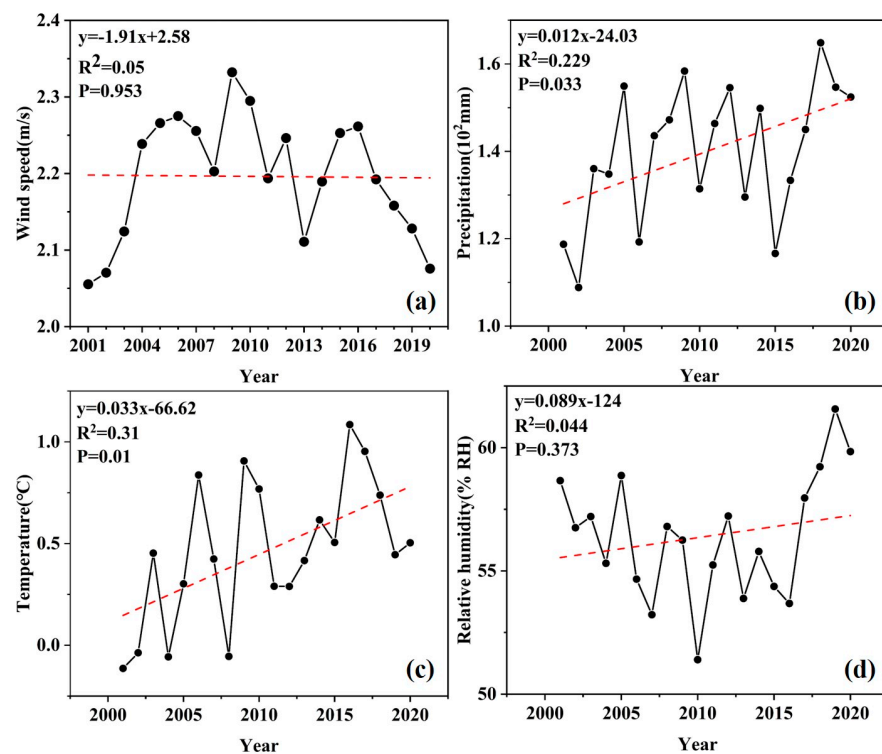 y=-1.91x+2.58
R²=0.05
P=0.953
2.4
2.3
2.2
2.1
2.0
Wind speed(m/s)
2001 2004 2007 2010 2013 2016 2019
Year
(a)
y=0.012x-24.03
R²=0.229
P=0.033
1.6
1.4
1.2
1.0
Precipitation(10²mm)
2000 2005 2010 2015 2020
Year
(b)
y=0.033x-66.62
R²=0.31
P=0.01
1.0
0.5
0.0
Temperature(℃)
2000 2005 2010 2015 2020
Year
(c)
y=0.089x-124
R²=0.044
P=0.373
60
55
50
Relative humidity(% RH)
2000 2005 2010 2015 2020
Year
(d)